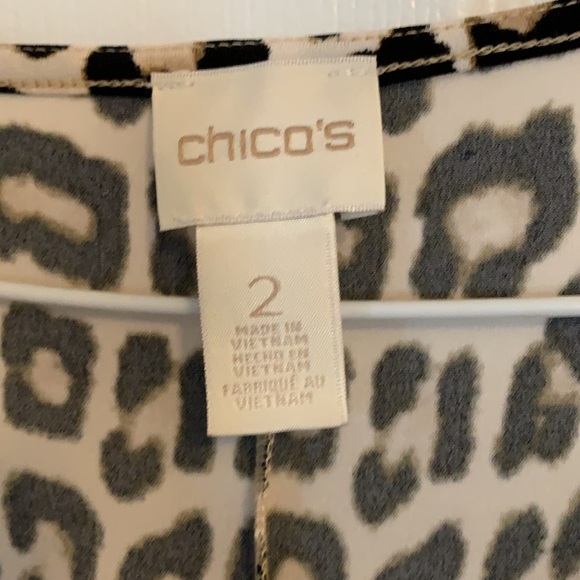 chico's
2
MADE IN
VIETNAM
HECHO EN
VIETNAM
FABRIQUÉ AU
VIETNAM